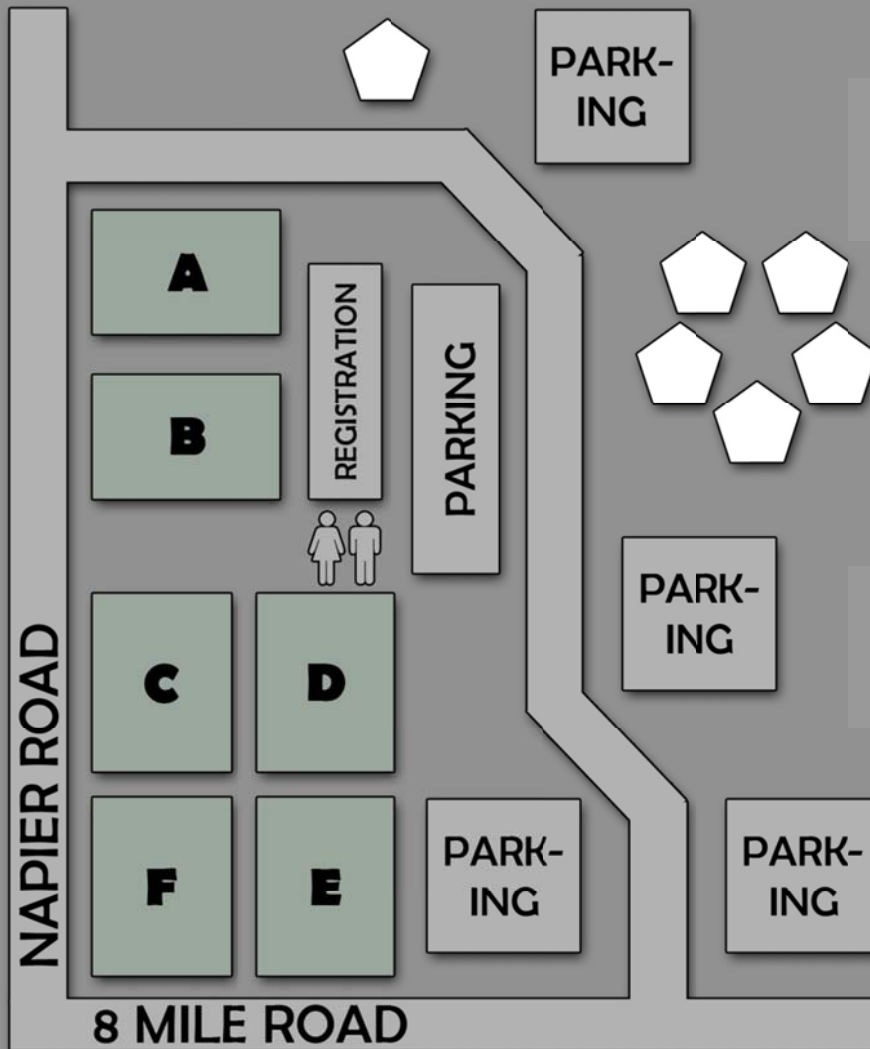 PARK-
ING
A
REGISTRATION
PARKING
B
PARK-
ING
C
D
NAPIER ROAD
F
E
PARK-
ING
PARK-
ING
8 MILE ROAD